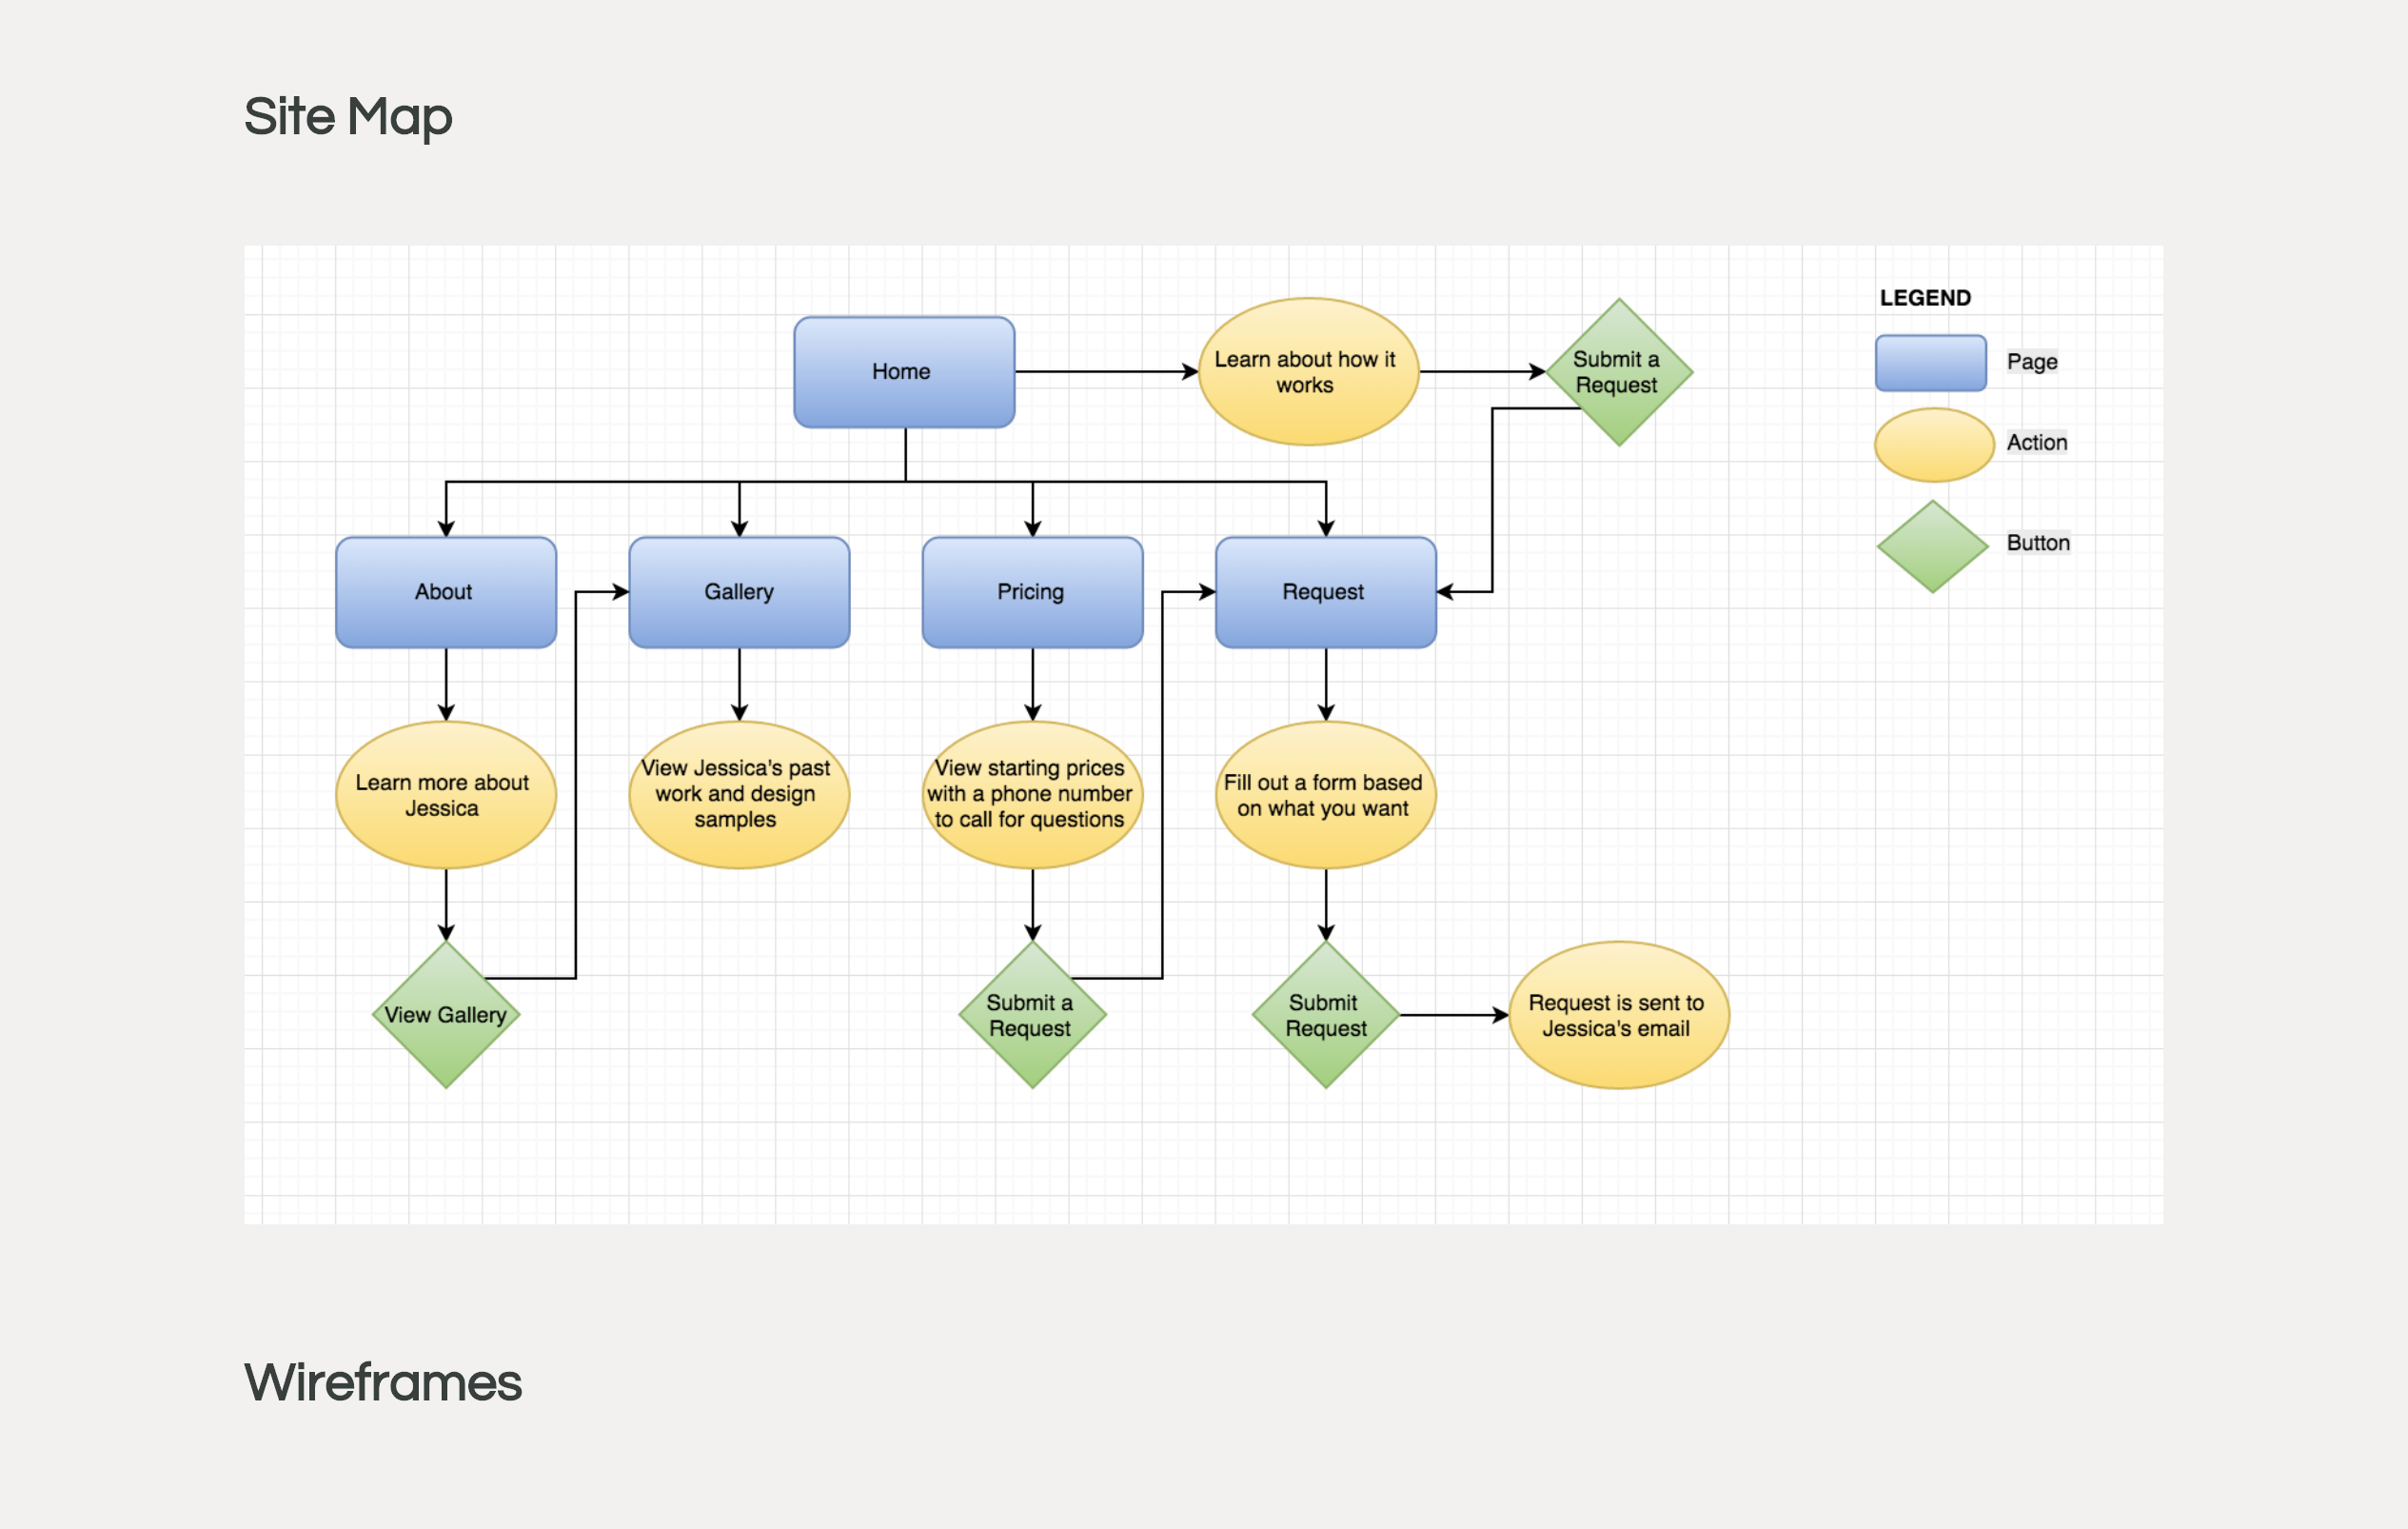 Site Map
Home
Learn about how it
works
Submit a
Request
LEGEND
Page
Action
Button
About
Gallery
Pricing
Request
Learn more about
Jessica
View Jessica's past
work and design
samples
View starting prices
with a phone number
to call for questions
Fill out a form based
on what you want
View Gallery
Submit a
Request
Submit
Request
Request is sent to
Jessica's email
Wireframes